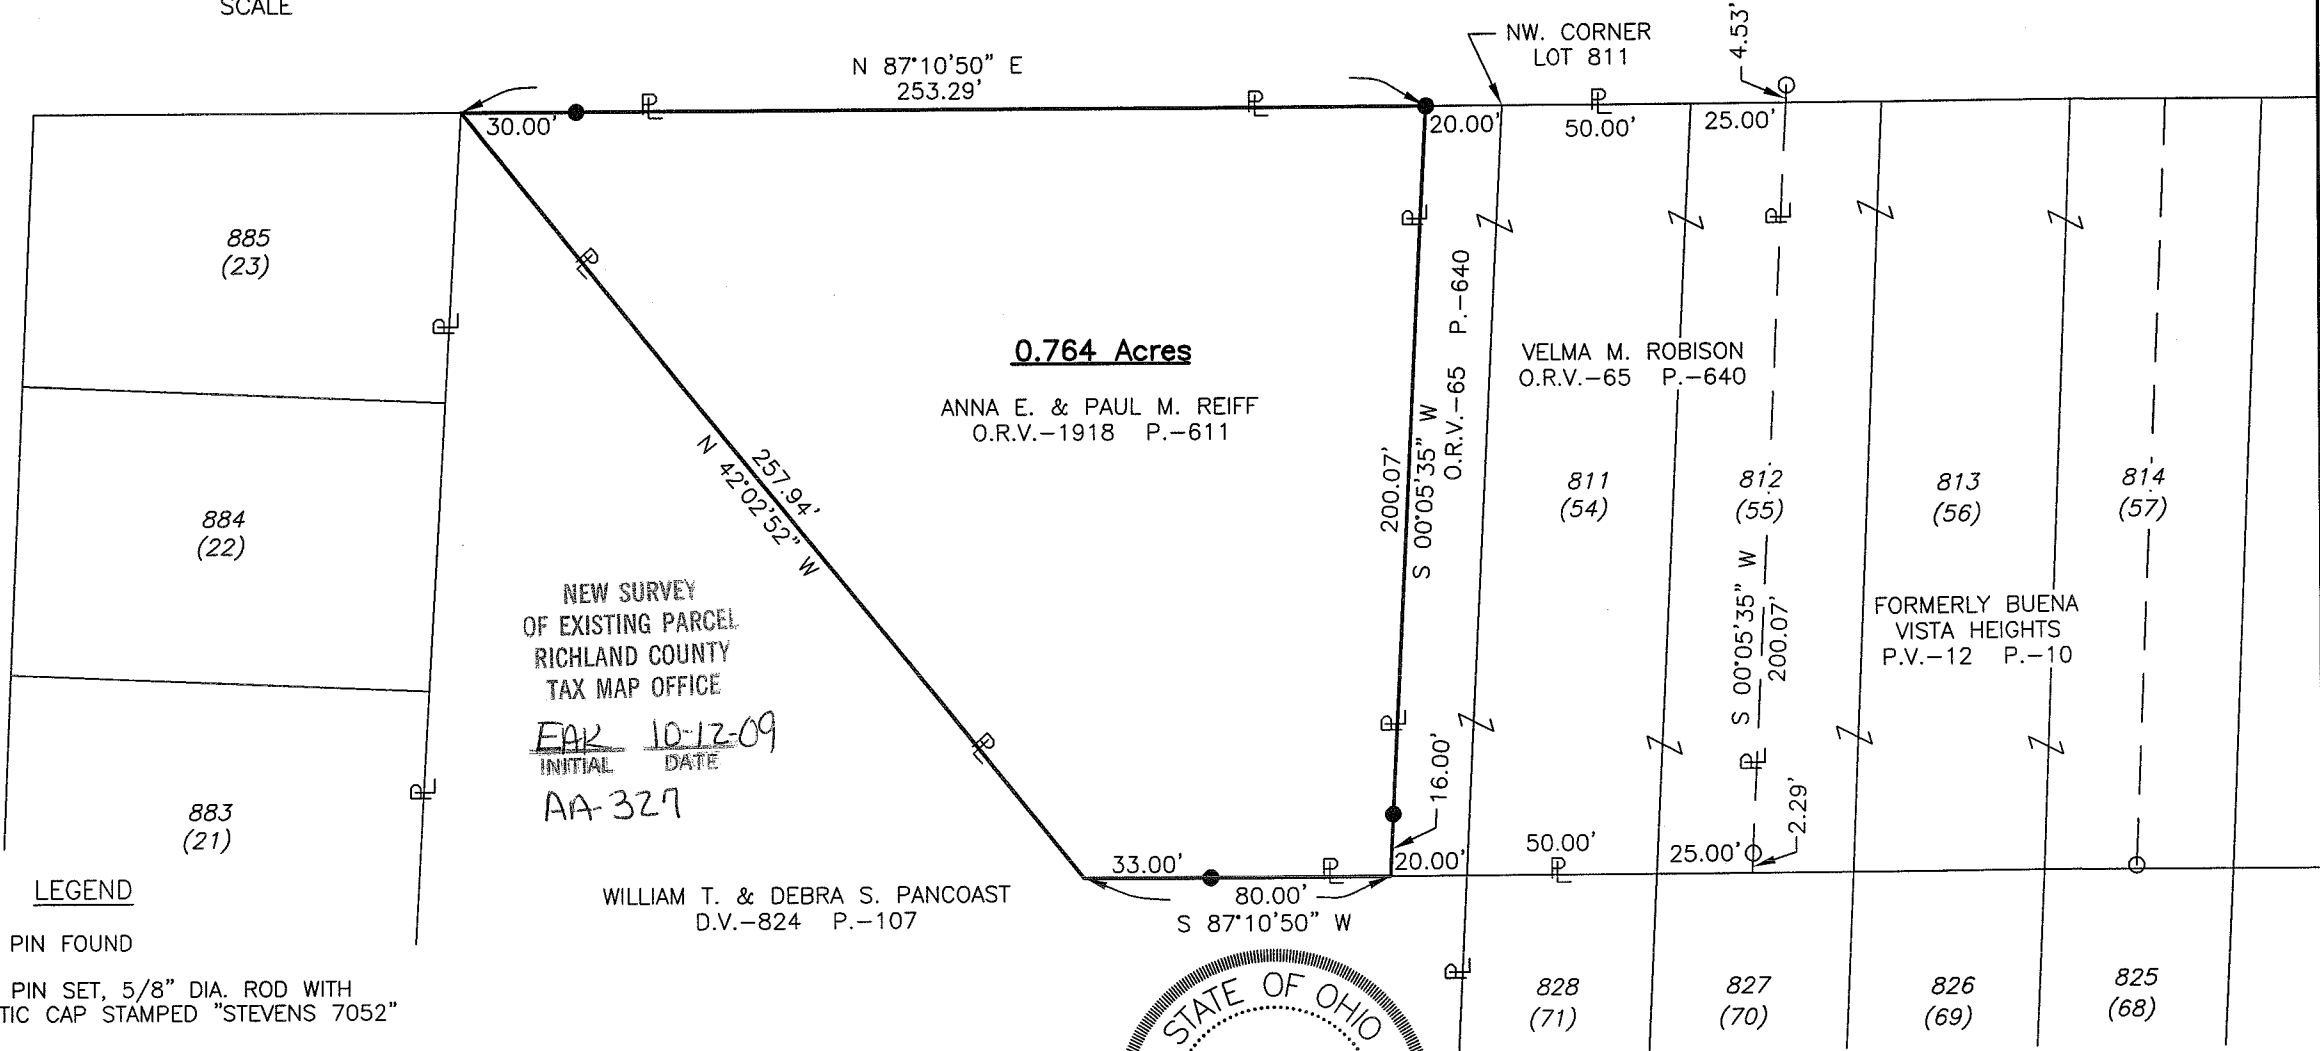 SCALE
N 87°10'50" E
253.29'
30.00'
20.00'
NW. CORNER
LOT 811
50.00'
25.00'
4.53'
885
(23)
884
(22)
883
(21)
0.764 Acres
ANNA E. & PAUL M. REIFF
O.R.V.-1918 P.-611
257.94'
N 42°02'52" W
200.07'
S 00°05'35" W
O.R.V.-65 P.-640
VELMA M. ROBISON
O.R.V.-65 P.-640
811
(54)
812
(55)
813
(56)
814
(57)
S 00°05'35" W
200.07'
FORMERLY BUENA
VISTA HEIGHTS
P.V.-12 P.-10
NEW SURVEY
OF EXISTING PARCEL
RICHLAND COUNTY
TAX MAP OFFICE
EAK 10-12-09
INITIAL DATE
AA-327
16.00'
2.29'
33.00'
20.00'
50.00'
25.00'
80.00'
S 87°10'50" W
WILLIAM T. & DEBRA S. PANCOAST
D.V.-824 P.-107
LEGEND
PIN FOUND
PIN SET, 5/8" DIA. ROD WITH
TIC CAP STAMPED "STEVENS 7052"
STATE OF OHIO
828
(71)
827
(70)
826
(69)
825
(68)